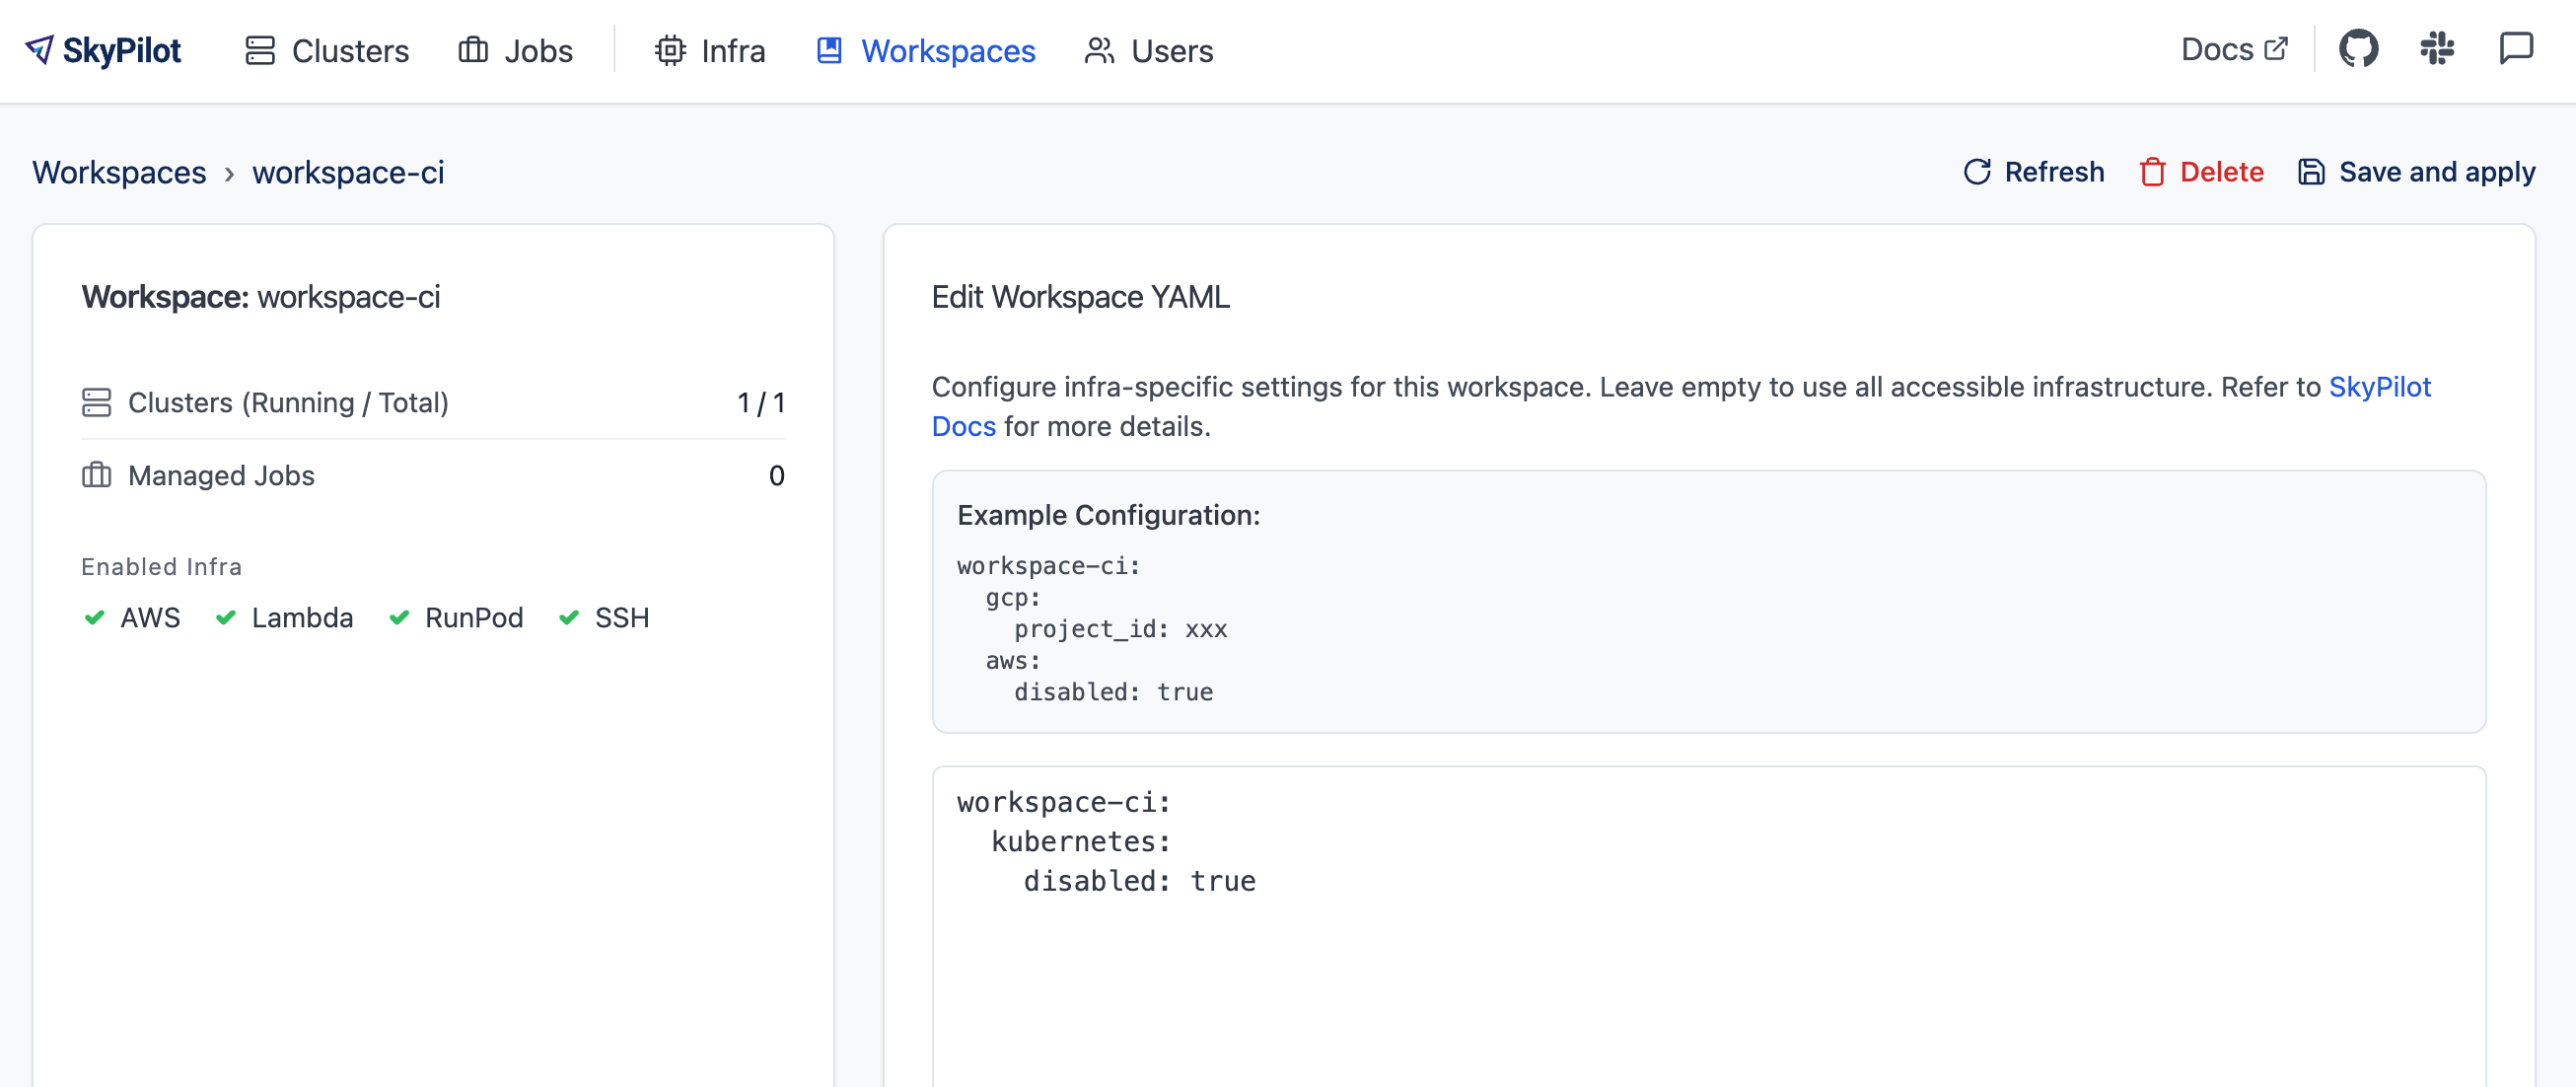 SkyPilot Clusters Jobs Infra Workspaces Users Docs
Workspaces › workspace-ci Refresh Delete Save and apply
Workspace: workspace-ci
Clusters (Running / Total) 1 / 1
Managed Jobs 0
Enabled Infra
AWS Lambda RunPod SSH
Edit Workspace YAML
Configure infra-specific settings for this workspace. Leave empty to use all accessible infrastructure. Refer to SkyPilot
Docs for more details.
Example Configuration:
workspace-ci:
  gcp:
    project_id: xxx
  aws:
    disabled: true
workspace-ci:
  kubernetes:
    disabled: true